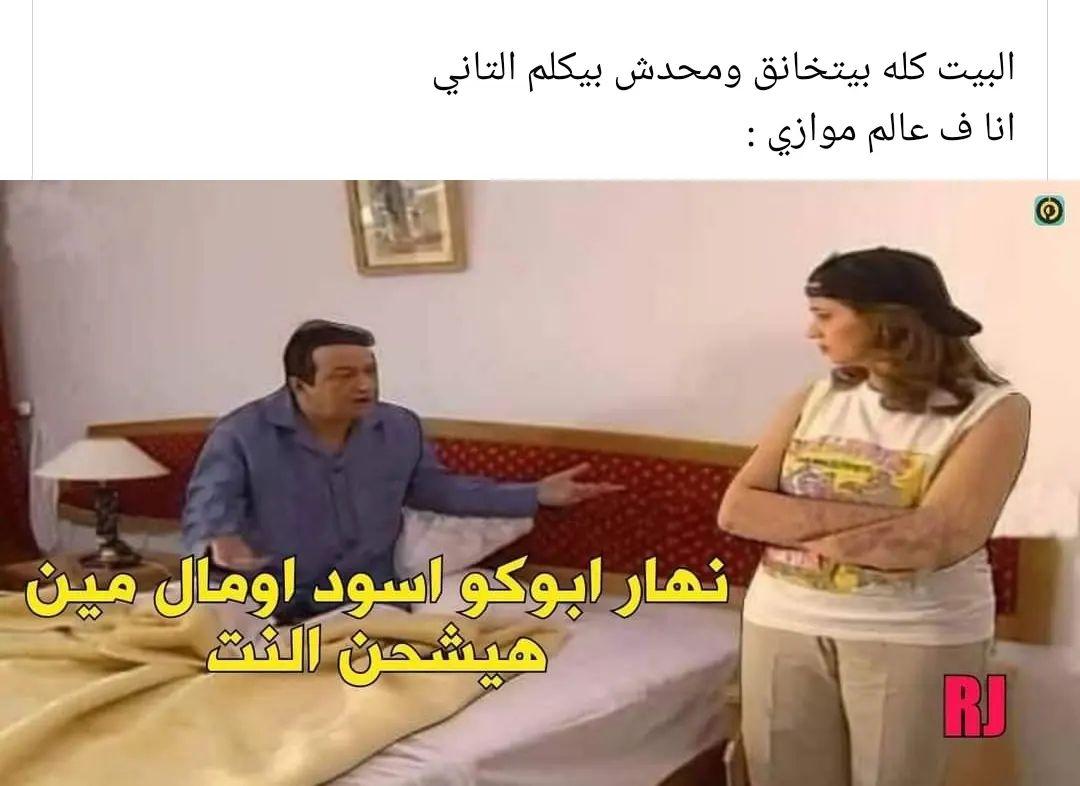 البيت كله بيتخانق ومحدش بيكلم التاني
انا ف عالم موازي :
نهار ابوكو اسود اومال مين
هيشحن النت
RJ